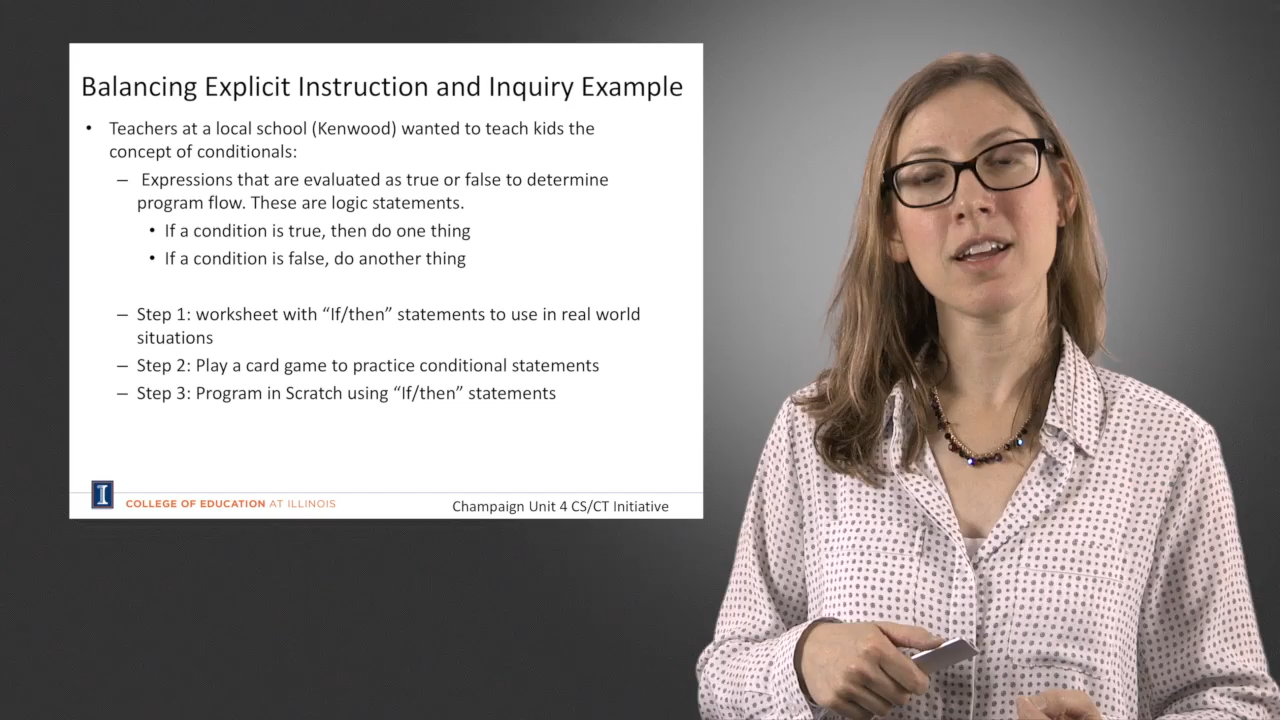 Balancing Explicit Instruction and Inquiry Example
• Teachers at a local school (Kenwood) wanted to teach kids the
concept of conditionals:
– Expressions that are evaluated as true or false to determine
program flow. These are logic statements.
• If a condition is true, then do one thing
• If a condition is false, do another thing
– Step 1: worksheet with “If/then” statements to use in real world
situations
– Step 2: Play a card game to practice conditional statements
– Step 3: Program in Scratch using “If/then” statements
I COLLEGE OF EDUCATION AT ILLINOIS
Champaign Unit 4 CS/CT Initiative